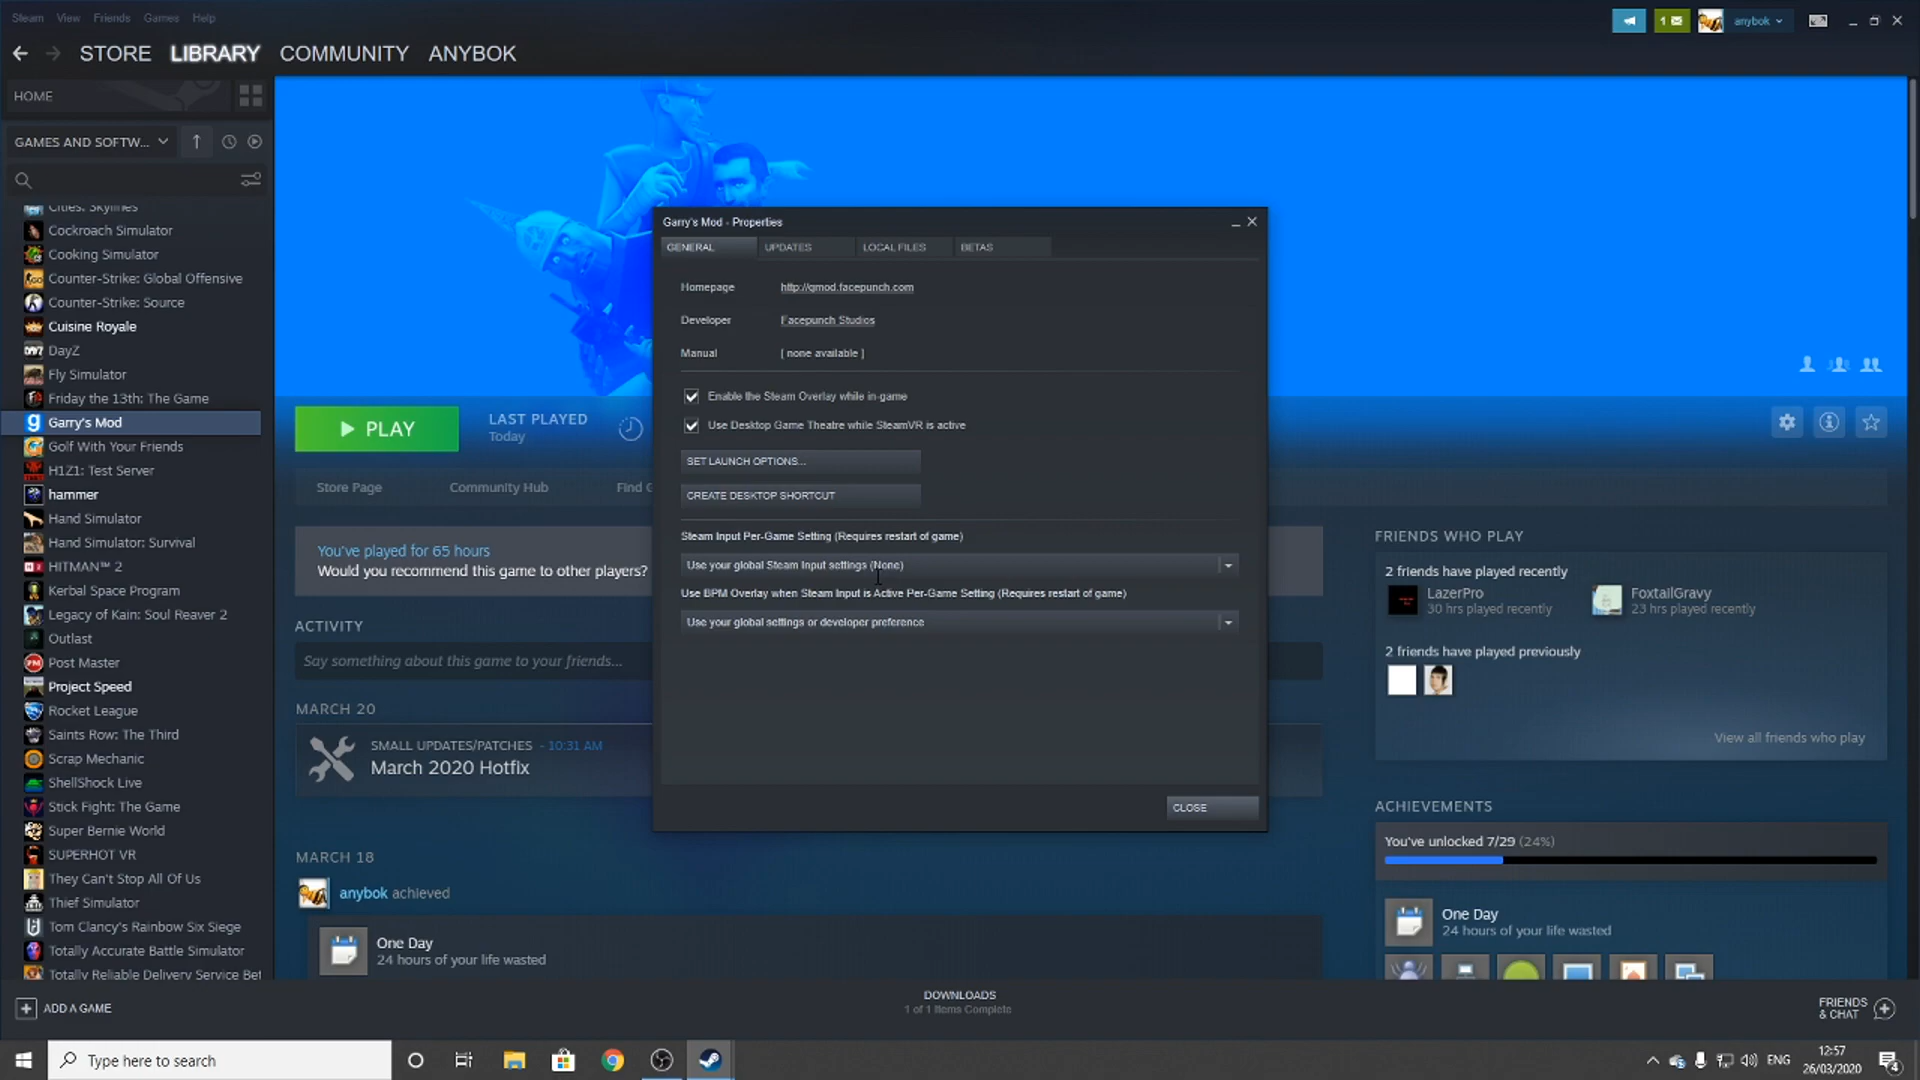 Steam View Friends Games Help
1
anybok
STORE LIBRARY COMMUNITY ANYBOK
HOME
GAMES AND SOFTW...
Cities: Skylines
Cockroach Simulator
Cooking Simulator
Counter-Strike: Global Offensive
Counter-Strike: Source
Cuisine Royale
DayZ
Fly Simulator
Friday the 13th: The Game
Garry's Mod
Golf With Your Friends
H1Z1: Test Server
hammer
Hand Simulator
Hand Simulator: Survival
HITMAN™ 2
Kerbal Space Program
Legacy of Kain: Soul Reaver 2
Outlast
Post Master
Project Speed
Rocket League
Saints Row: The Third
Scrap Mechanic
ShellShock Live
Stick Fight: The Game
Super Bernie World
SUPERHOT VR
They Can't Stop All Of Us
Thief Simulator
Tom Clancy's Rainbow Six Siege
Totally Accurate Battle Simulator
Totally Reliable Delivery Service Bet
PLAY
LAST PLAYED
Today
Store Page Community Hub Find G
You've played for 65 hours
Would you recommend this game to other players?
ACTIVITY
Say something about this game to your friends...
MARCH 20
SMALL UPDATES/PATCHES - 10:31 AM
March 2020 Hotfix
MARCH 18
anybok achieved
One Day
24 hours of your life wasted
Garry's Mod - Properties
GENERAL UPDATES LOCAL FILES BETAS
Homepage http://gmod.facepunch.com
Developer Facepunch Studios
Manual [ none available ]
Enable the Steam Overlay while in-game
Use Desktop Game Theatre while SteamVR is active
SET LAUNCH OPTIONS...
CREATE DESKTOP SHORTCUT
Steam Input Per-Game Setting (Requires restart of game)
Use your global Steam Input settings (None)
Use BPM Overlay when Steam Input is Active Per-Game Setting (Requires restart of game)
Use your global settings or developer preference
CLOSE
FRIENDS WHO PLAY
2 friends have played recently
LazerPro
30 hrs played recently
FoxtailGravy
23 hrs played recently
2 friends have played previously
View all friends who play
ACHIEVEMENTS
You've unlocked 7/29 (24%)
One Day
24 hours of your life wasted
ADD A GAME
DOWNLOADS
1 of 1 Items Complete
FRIENDS
& CHAT
Type here to search
ENG
12:57
26/03/2020
4